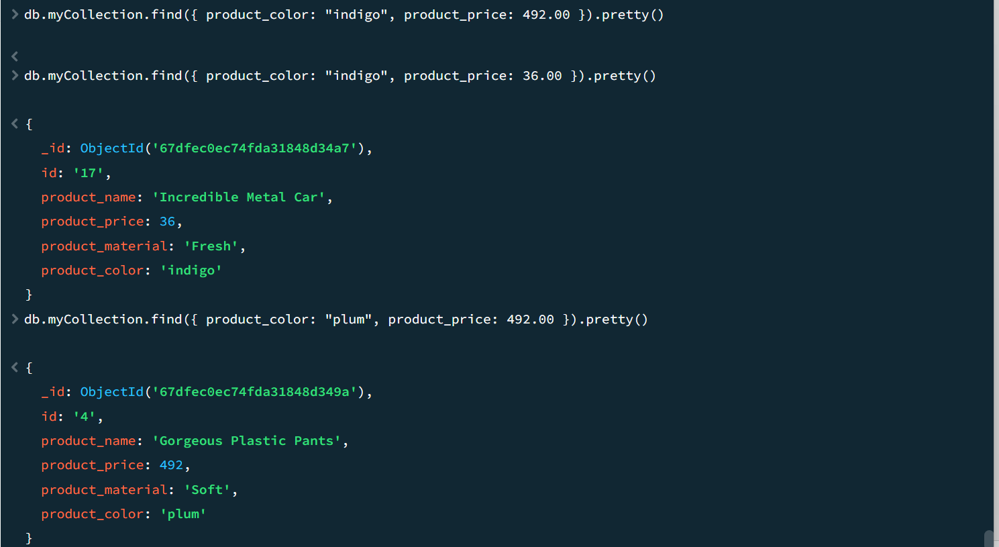 > db.myCollection.find({ product_color: "indigo", product_price: 492.00 }).pretty()
<
> db.myCollection.find({ product_color: "indigo", product_price: 36.00 }).pretty()
< {
_id: ObjectId('67dfec0ec74fda31848d34a7'),
id: '17',
product_name: 'Incredible Metal Car',
product_price: 36,
product_material: 'Fresh',
product_color: 'indigo'
}
> db.myCollection.find({ product_color: "plum", product_price: 492.00 }).pretty()
< {
_id: ObjectId('67dfec0ec74fda31848d349a'),
id: '4',
product_name: 'Gorgeous Plastic Pants',
product_price: 492,
product_material: 'Soft',
product_color: 'plum'
}